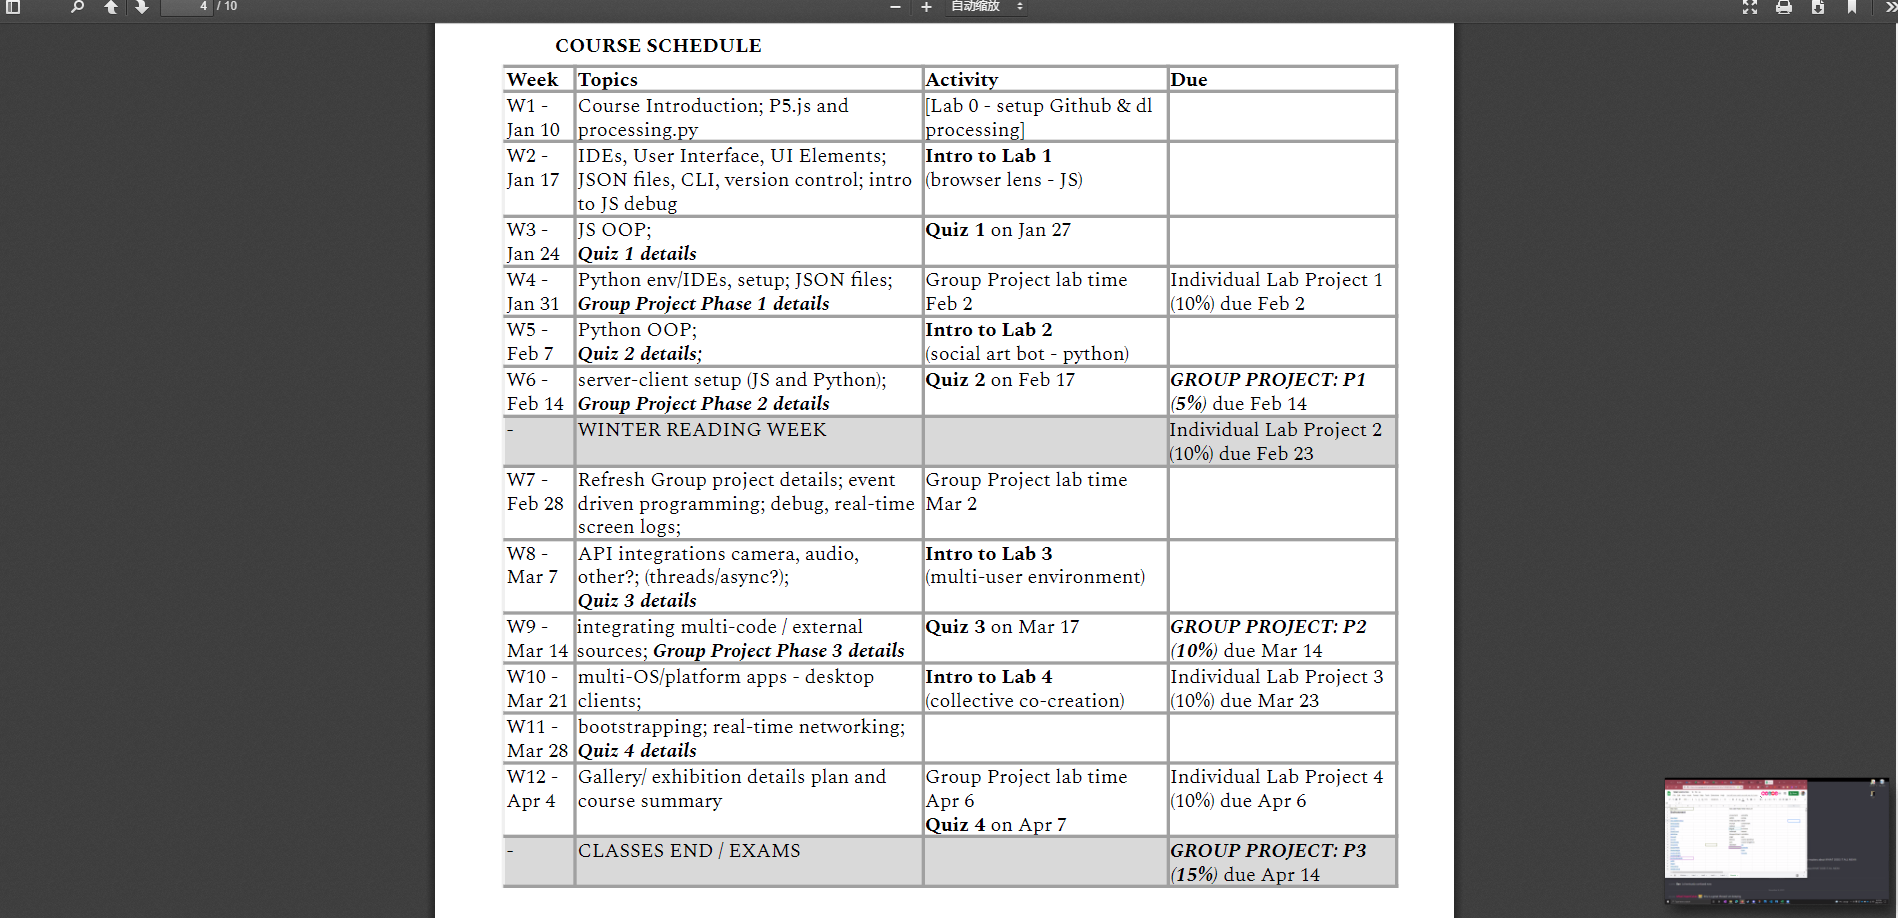 4 / 10
自动缩放
COURSE SCHEDULE
Week Topics Activity Due
W1 - Course Introduction; P5.js and [Lab 0 - setup Github & dl
Jan 10 processing.py processing]
W2 - IDEs, User Interface, UI Elements; Intro to Lab 1
Jan 17 JSON files, CLI, version control; intro (browser lens - JS)
to JS debug
W3 - JS OOP; Quiz 1 on Jan 27
Jan 24 Quiz 1 details
W4 - Python env/IDEs, setup; JSON files; Group Project lab time Individual Lab Project 1
Jan 31 Group Project Phase 1 details Feb 2 (10%) due Feb 2
W5 - Python OOP; Intro to Lab 2
Feb 7 Quiz 2 details; (social art bot - python)
W6 - server-client setup (JS and Python); Quiz 2 on Feb 17 GROUP PROJECT: P1
Feb 14 Group Project Phase 2 details (5%) due Feb 14
- WINTER READING WEEK Individual Lab Project 2
(10%) due Feb 23
W7 - Refresh Group project details; event Group Project lab time
Feb 28 driven programming; debug, real-time Mar 2
screen logs;
W8 - API integrations camera, audio, Intro to Lab 3
Mar 7 other?; (threads/async?); (multi-user environment)
Quiz 3 details
W9 - integrating multi-code / external Quiz 3 on Mar 17 GROUP PROJECT: P2
Mar 14 sources; Group Project Phase 3 details (10%) due Mar 14
W10 - multi-OS/platform apps - desktop Intro to Lab 4 Individual Lab Project 3
Mar 21 clients; (collective co-creation) (10%) due Mar 23
W11 - bootstrapping; real-time networking;
Mar 28 Quiz 4 details
W12 - Gallery/ exhibition details plan and Group Project lab time Individual Lab Project 4
Apr 4 course summary Apr 6 (10%) due Apr 6
Quiz 4 on Apr 7
- CLASSES END / EXAMS GROUP PROJECT: P3
(15%) due Apr 14